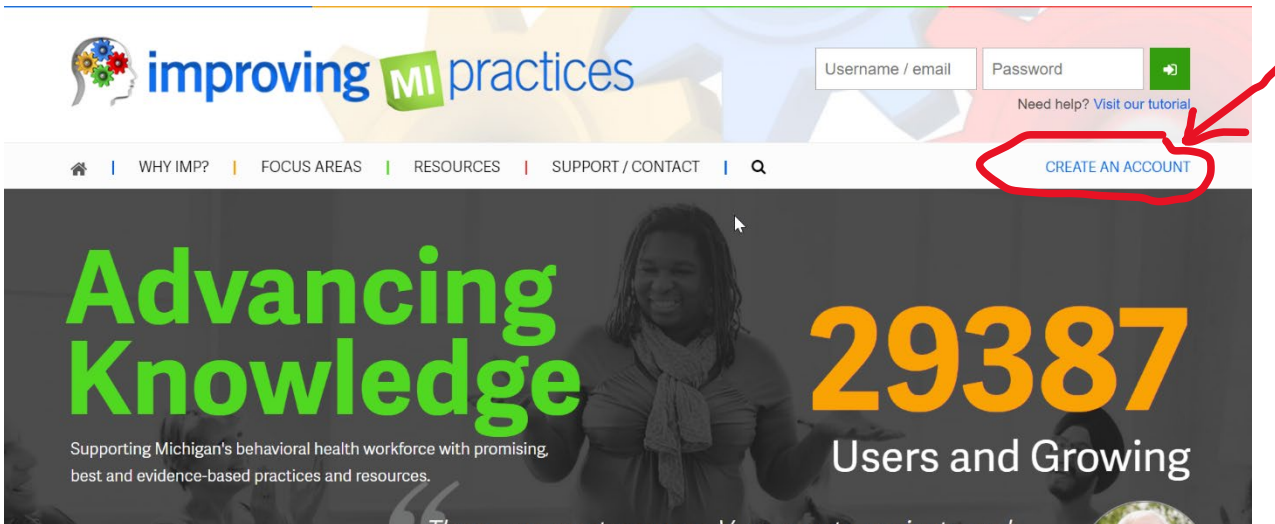 improving MI practices
Username / email
Password
Need help? Visit our tutorial
WHY IMP? | FOCUS AREAS | RESOURCES | SUPPORT / CONTACT |
CREATE AN ACCOUNT
Advancing
Knowledge
Supporting Michigan's behavioral health workforce with promising,
best and evidence-based practices and resources.
29387
Users and Growing